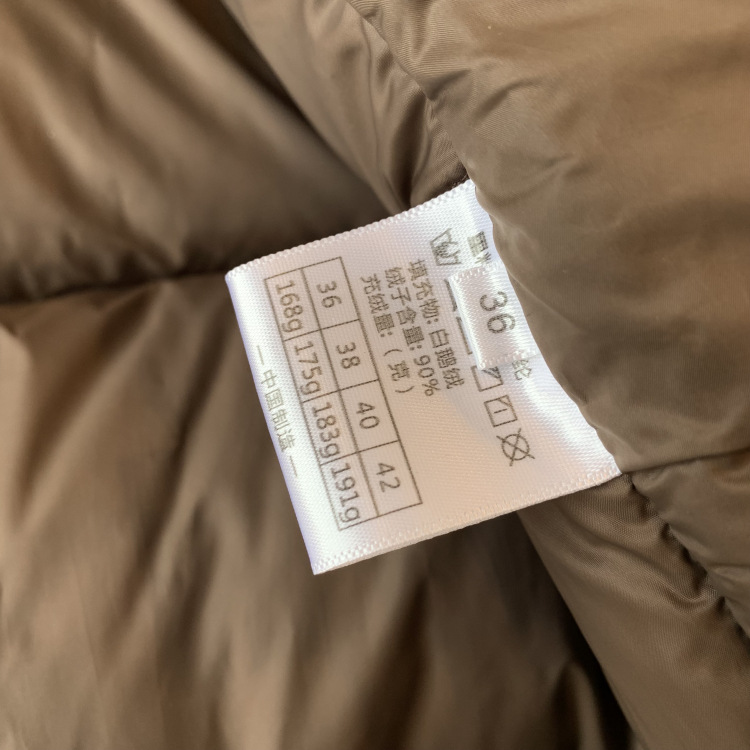 36
填充物: 白鹅绒
绒子含量: 90%
充绒量: (克)
36 38 40 42
168g 175g 183g 191g
— 中国制造 —